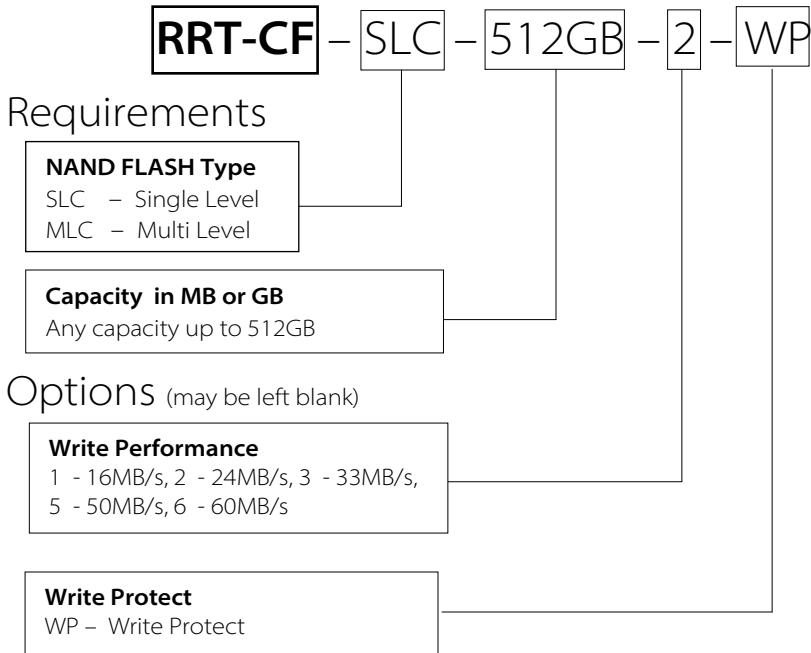 RRT-CF – SLC – 512GB – 2 – WP
Requirements
NAND FLASH Type
SLC – Single Level
MLC – Multi Level
Capacity in MB or GB
Any capacity up to 512GB
Options (may be left blank)
Write Performance
1 - 16MB/s, 2 - 24MB/s, 3 - 33MB/s,
5 - 50MB/s, 6 - 60MB/s
Write Protect
WP – Write Protect